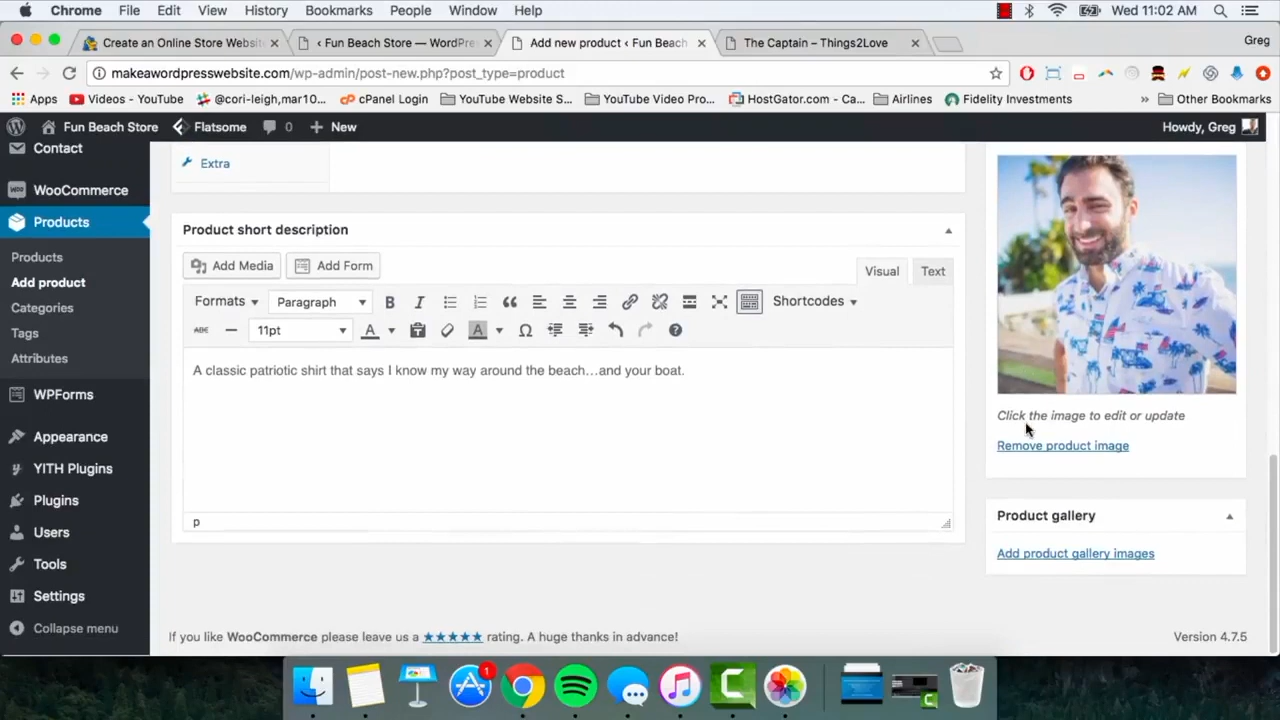 Chrome File Edit View History Bookmarks People Window Help Wed 11:02 AM
Create an Online Store Websit
‹ Fun Beach Store — WordPre
Add new product ‹ Fun Beach
The Captain – Things2Love
Greg
makeawordpresswebsite.com/wp-admin/post-new.php?post_type=product
Apps Videos - YouTube @cori-leigh,mar10... cPanel Login YouTube Website S... YouTube Video Pro... HostGator.com - Ca... Airlines Fidelity Investments » Other Bookmarks
Fun Beach Store Flatsome 0 New Howdy, Greg
Contact
WooCommerce
Products
Products
Add product
Categories
Tags
Attributes
WPForms
Appearance
YITH Plugins
Plugins
Users
Tools
Settings
Collapse menu
Extra
Product short description
Add Media Add Form Visual Text
Formats Paragraph B I Shortcodes
ABC 11pt A A Ω
A classic patriotic shirt that says I know my way around the beach…and your boat.
p
Click the image to edit or update
Remove product image
Product gallery
Add product gallery images
If you like WooCommerce please leave us a ★★★★★ rating. A huge thanks in advance! Version 4.7.5
1